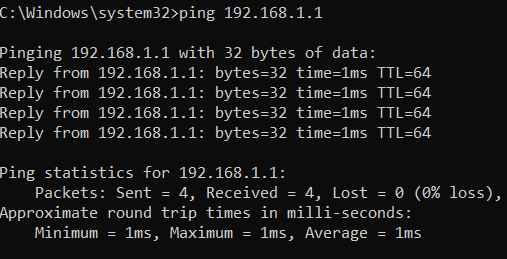 C:\Windows\system32>ping 192.168.1.1
Pinging 192.168.1.1 with 32 bytes of data:
Reply from 192.168.1.1: bytes=32 time=1ms TTL=64
Reply from 192.168.1.1: bytes=32 time=1ms TTL=64
Reply from 192.168.1.1: bytes=32 time=1ms TTL=64
Reply from 192.168.1.1: bytes=32 time=1ms TTL=64
Ping statistics for 192.168.1.1:
    Packets: Sent = 4, Received = 4, Lost = 0 (0% loss),
Approximate round trip times in milli-seconds:
    Minimum = 1ms, Maximum = 1ms, Average = 1ms